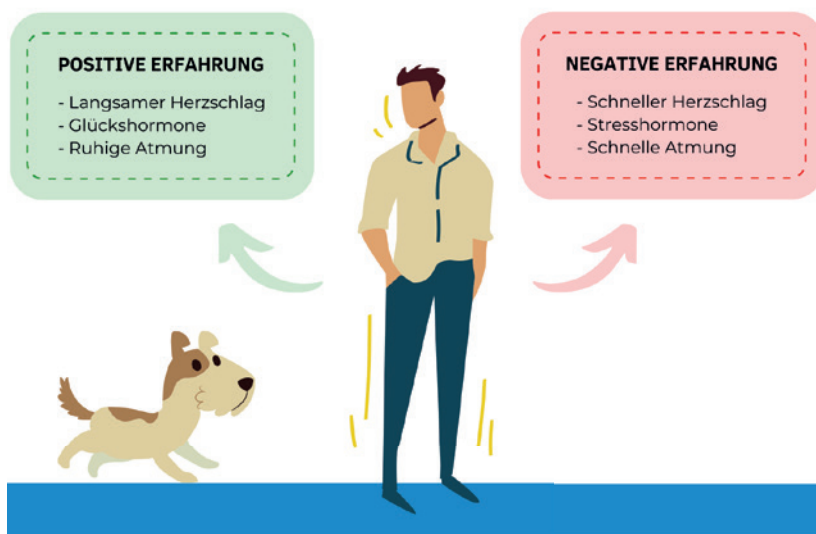 POSITIVE ERFAHRUNG
- Langsamer Herzschlag
- Glückshormone
- Ruhige Atmung
NEGATIVE ERFAHRUNG
- Schneller Herzschlag
- Stresshormone
- Schnelle Atmung